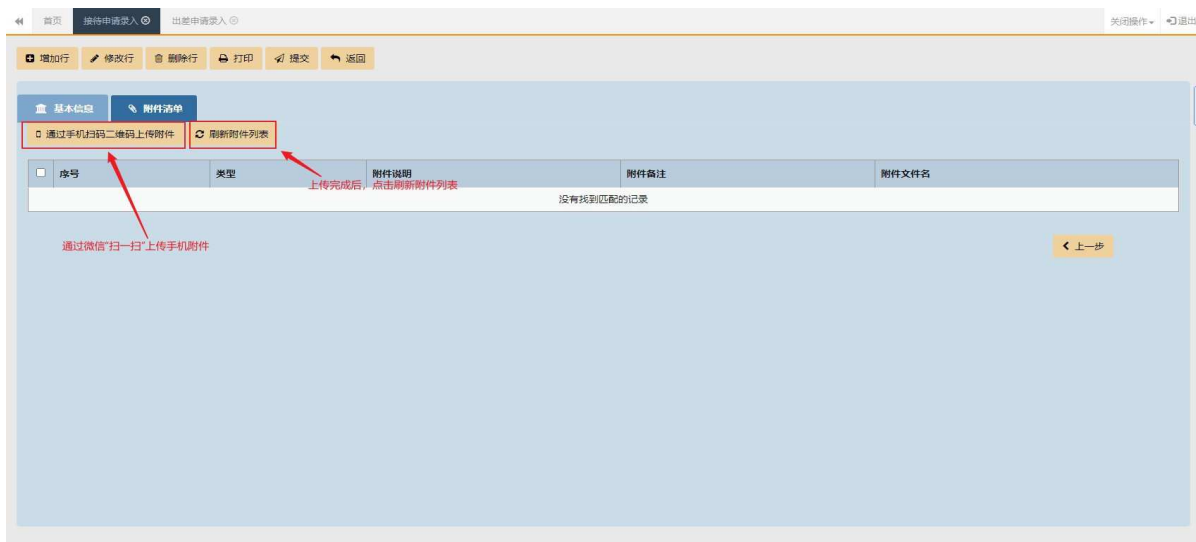 首页 接待申请录入 出差申请录入 关闭操作 退出
增加行 修改行 删除行 打印 提交 返回
基本信息 附件清单
通过手机扫码二维码上传附件 刷新附件列表
序号 类型 附件说明 附件备注 附件文件名
上传完成后，点击刷新附件列表
没有找到匹配的记录
通过微信“扫一扫”上传手机附件
上一步